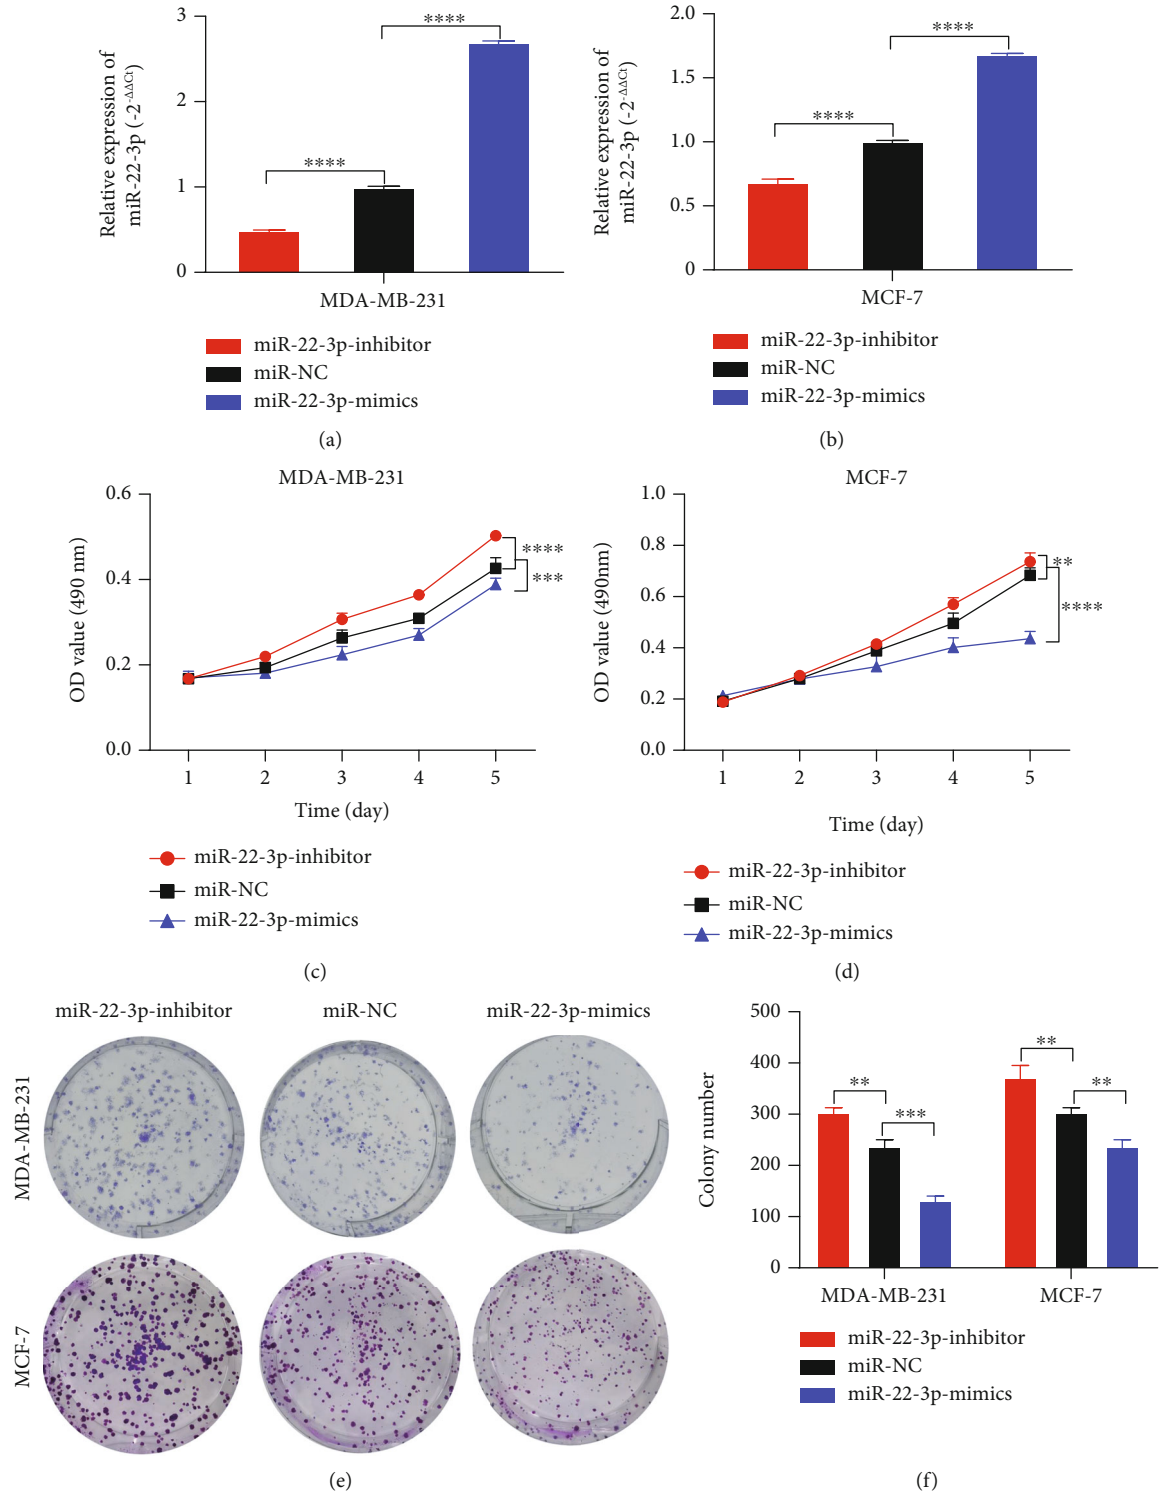 Relative expression of
miR-22-3p (-2-ΔΔCt)
3
2
1
0
****
****
MDA-MB-231
miR-22-3p-inhibitor
miR-NC
miR-22-3p-mimics
(a)
Relative expression of
miR-22-3p (-2-ΔΔCt)
2.0
1.5
1.0
0.5
0
****
****
MCF-7
miR-22-3p-inhibitor
miR-NC
miR-22-3p-mimics
(b)
MDA-MB-231
OD value (490 nm)
0.6
0.4
0.2
0.0
****
***
1 2 3 4 5
Time (day)
miR-22-3p-inhibitor
miR-NC
miR-22-3p-mimics
(c)
MCF-7
OD value (490nm)
1.0
0.8
0.6
0.4
0.2
0.0
**
****
1 2 3 4 5
Time (day)
miR-22-3p-inhibitor
miR-NC
miR-22-3p-mimics
(d)
miR-22-3p-inhibitor miR-NC miR-22-3p-mimics
MDA-MB-231
MCF-7
(e)
Colony number
500
400
300
200
100
0
**
***
**
**
MDA-MB-231 MCF-7
miR-22-3p-inhibitor
miR-NC
miR-22-3p-mimics
(f)